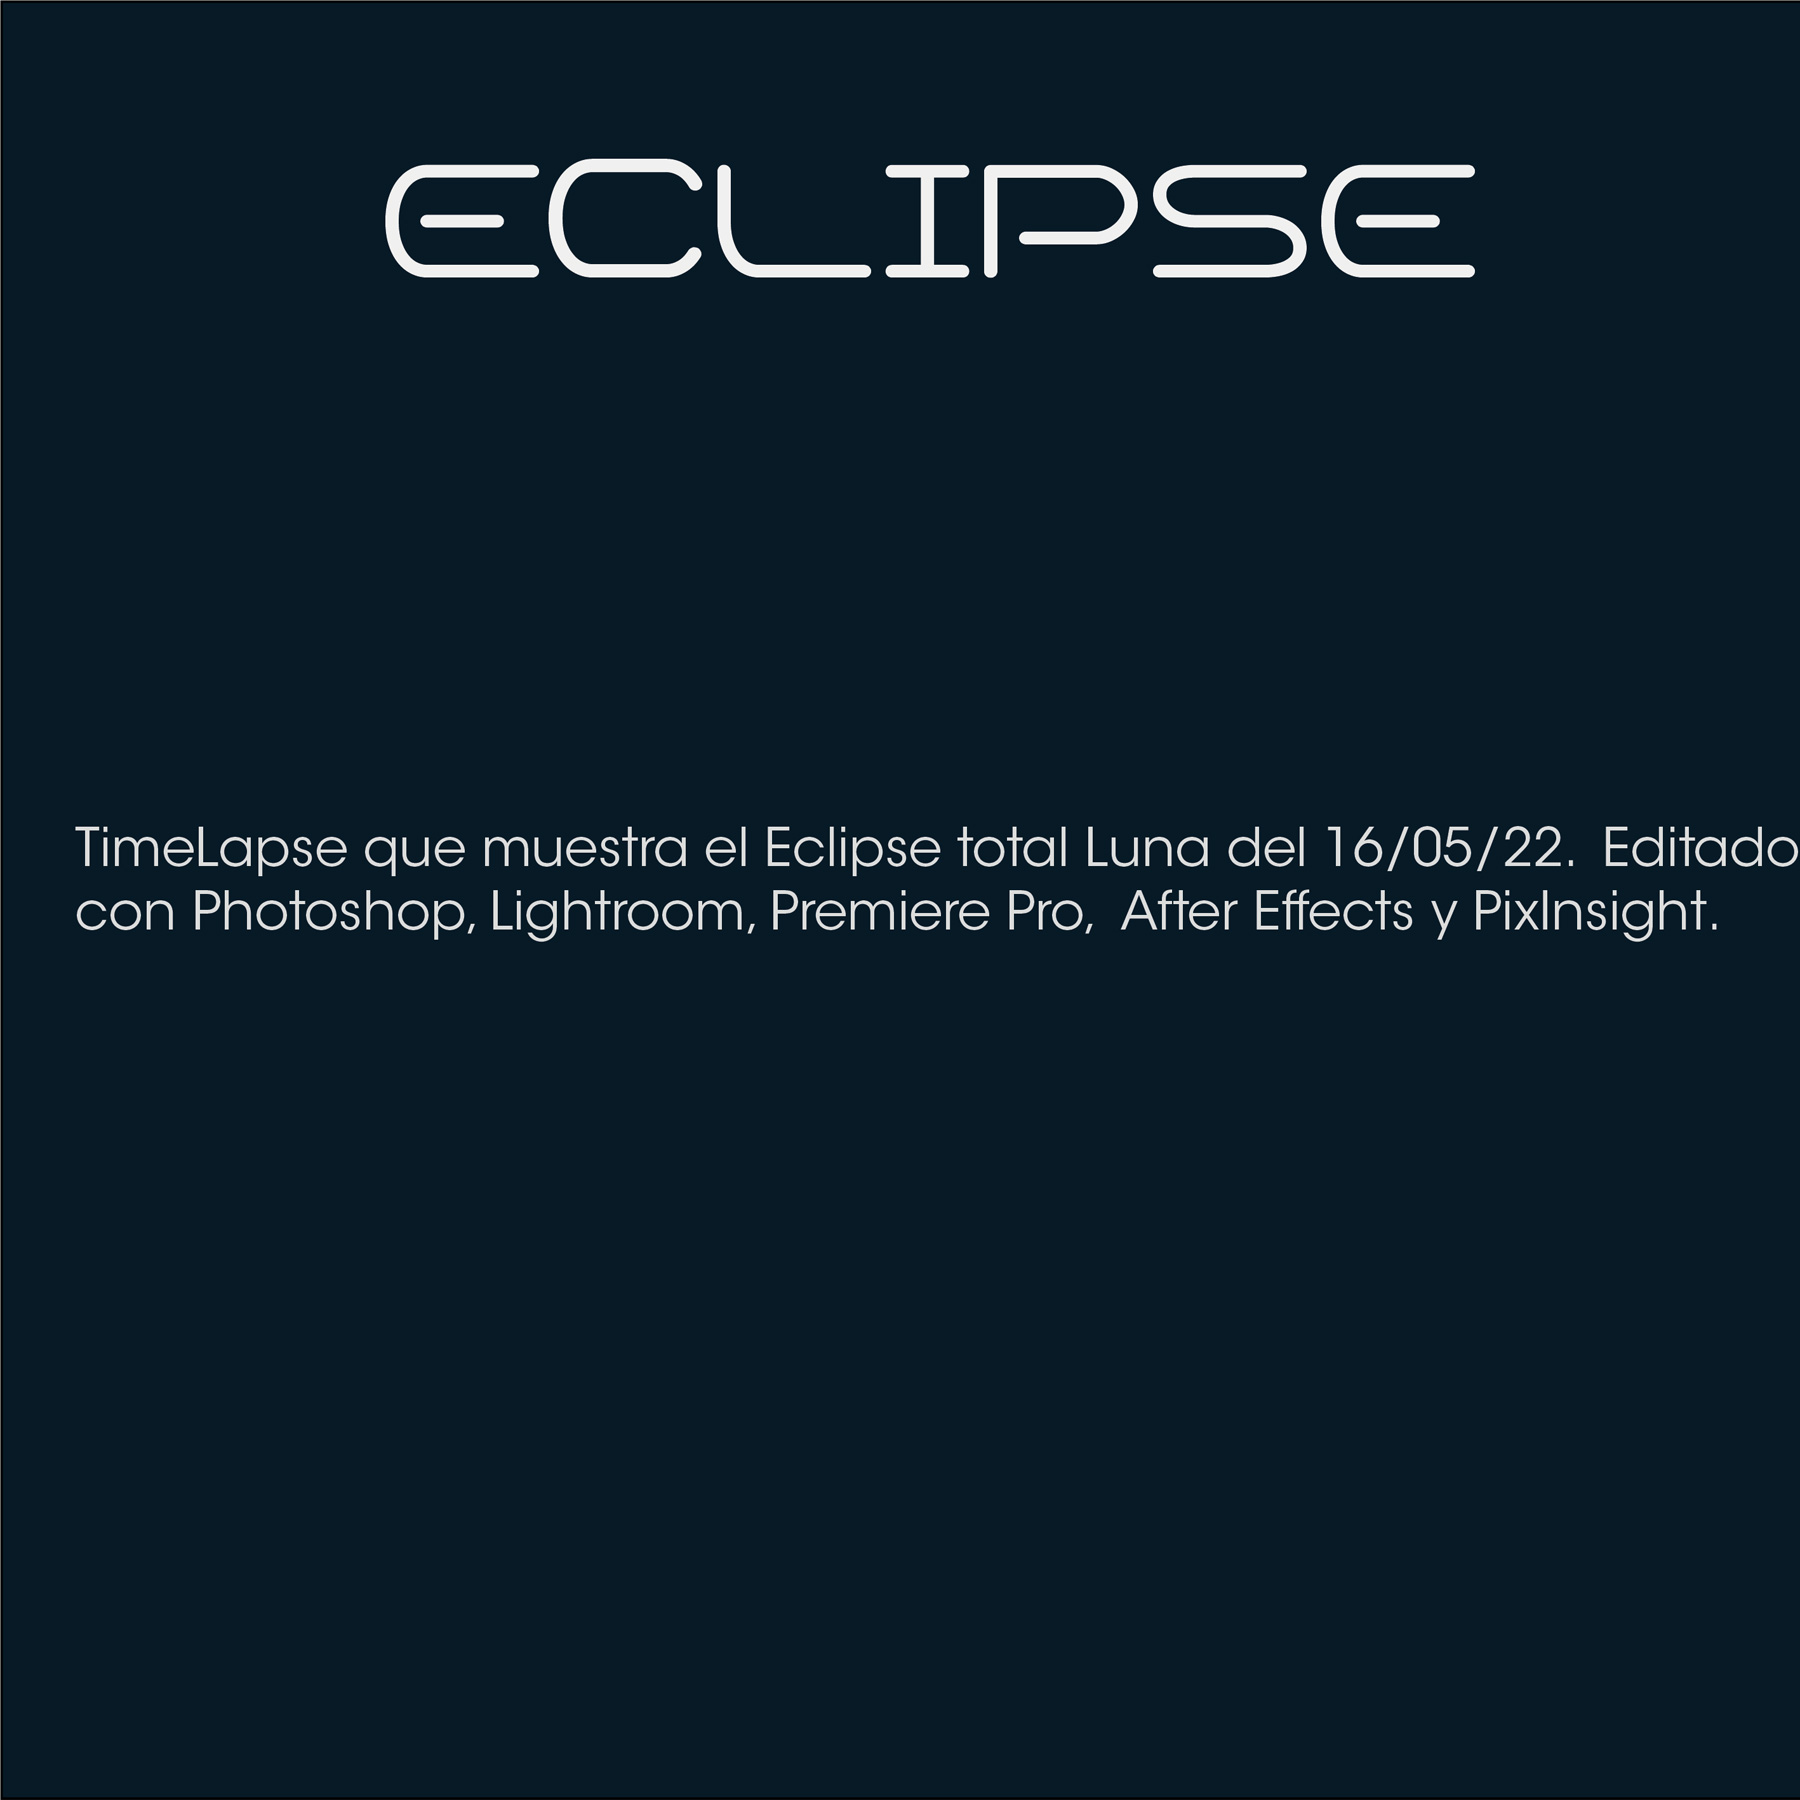 ECLIPSE
TimeLapse que muestra el Eclipse total Luna del 16/05/22.  Editado
con Photoshop, Lightroom, Premiere Pro,  After Effects y PixInsight.